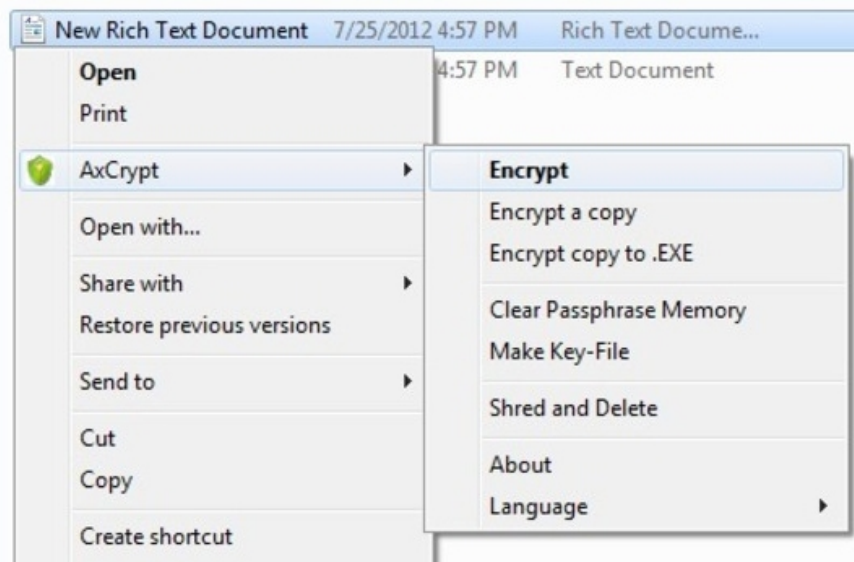 New Rich Text Document 7/25/2012 4:57 PM Rich Text Docume...
4:57 PM Text Document
Open
Print
AxCrypt
Open with...
Share with
Restore previous versions
Send to
Cut
Copy
Create shortcut
Encrypt
Encrypt a copy
Encrypt copy to .EXE
Clear Passphrase Memory
Make Key-File
Shred and Delete
About
Language